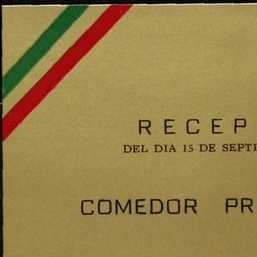 RECEP
DEL DIA 15 DE SEPTI
COMEDOR PR